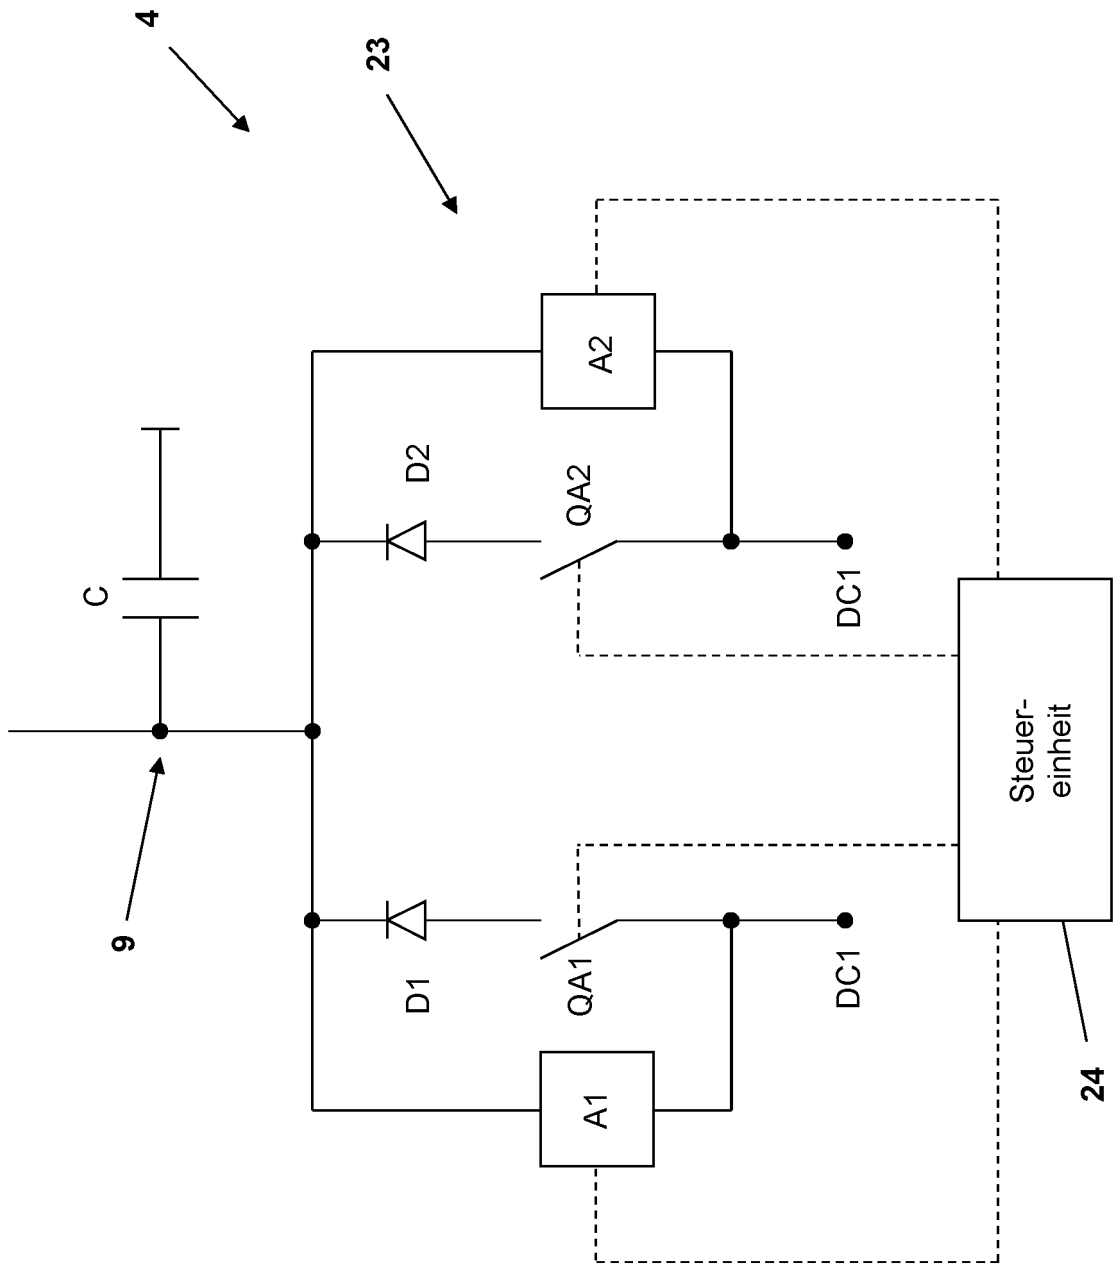 9
C
4
23
D1
D2
A1
QA1
QA2
A2
DC1
DC1
Steuer-
einheit
24